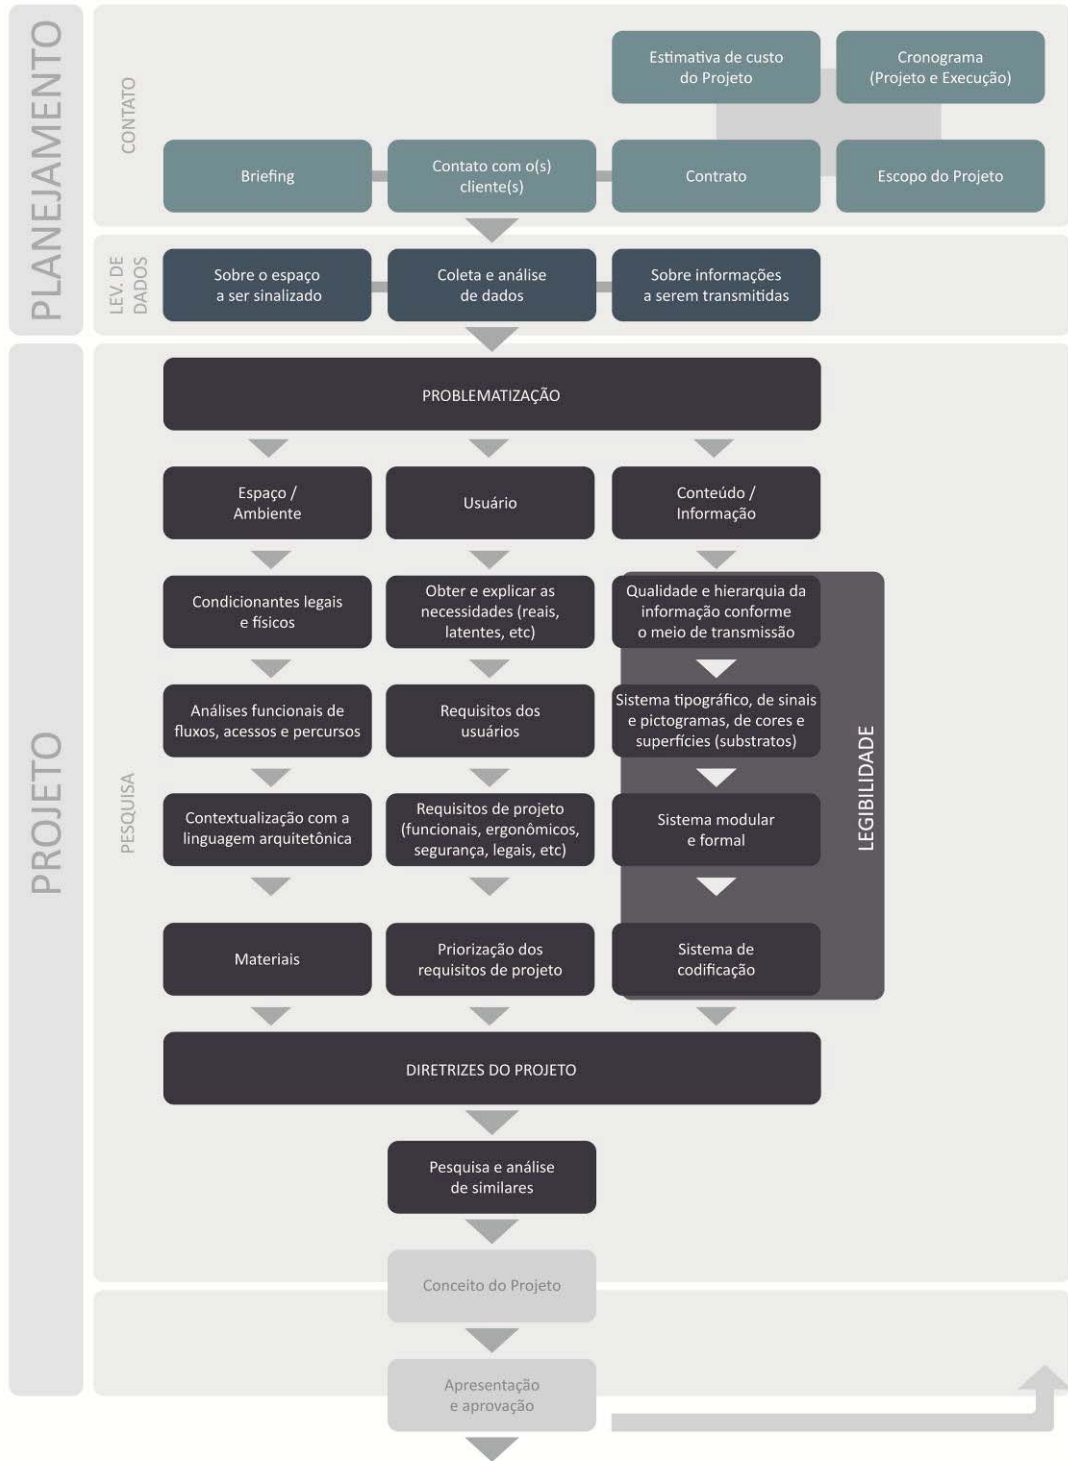 PLANEJAMENTO
CONTATO
Estimativa de custo
do Projeto
Cronograma
(Projeto e Execução)
Briefing
Contato com o(s)
cliente(s)
Contrato
Escopo do Projeto
LEV. DE
DADOS
Sobre o espaço
a ser sinalizado
Coleta e análise
de dados
Sobre informações
a serem transmitidas
PROJETO
PESQUISA
PROBLEMATIZAÇÃO
Espaço /
Ambiente
Usuário
Conteúdo /
Informação
Condicionantes legais
e físicos
Obter e explicar as
necessidades (reais,
latentes, etc)
Qualidade e hierarquia da
informação conforme
o meio de transmissão
Análises funcionais de
fluxos, acessos e percursos
Requisitos dos
usuários
Sistema tipográfico, de sinais
e pictogramas, de cores e
superfícies (substratos)
LEGIBILIDADE
Contextualização com a
linguagem arquitetônica
Requisitos de projeto
(funcionais, ergonômicos,
segurança, legais, etc)
Sistema modular
e formal
Materiais
Priorização dos
requisitos de projeto
Sistema de
codificação
DIRETRIZES DO PROJETO
Pesquisa e análise
de similares
Conceito do Projeto
Apresentação
e aprovação